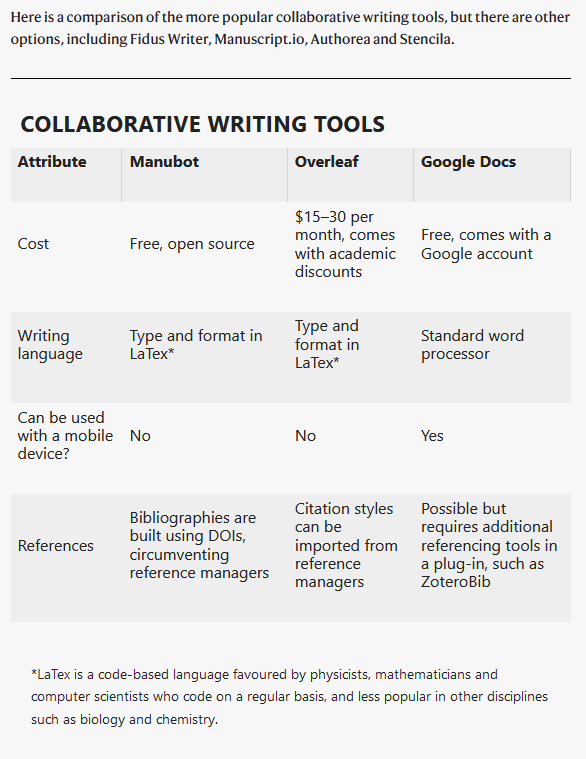 Here is a comparison of the more popular collaborative writing tools, but there are other
options, including Fidus Writer, Manuscript.io, Authorea and Stencila.
COLLABORATIVE WRITING TOOLS
Attribute Manubot Overleaf Google Docs
Cost
Free, open source
$15–30 per
month, comes
with academic
discounts
Free, comes with a
Google account
Writing
language
Type and format in
LaTex*
Type and
format in
LaTex*
Standard word
processor
Can be used
with a mobile
device?
No
No
Yes
References
Bibliographies are
built using DOIs,
circumventing
reference managers
Citation styles
can be
imported from
reference
managers
Possible but
requires additional
referencing tools in
a plug-in, such as
ZoteroBib
*LaTex is a code-based language favoured by physicists, mathematicians and
computer scientists who code on a regular basis, and less popular in other disciplines
such as biology and chemistry.